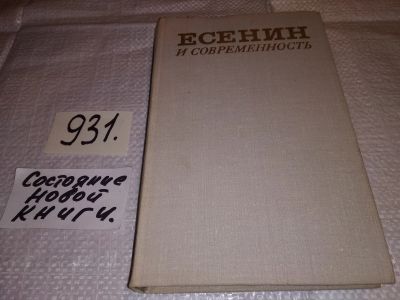 ЕСЕНИН
И СОВРЕМЕННОСТЬ
931.
Состояние
новой
книги.